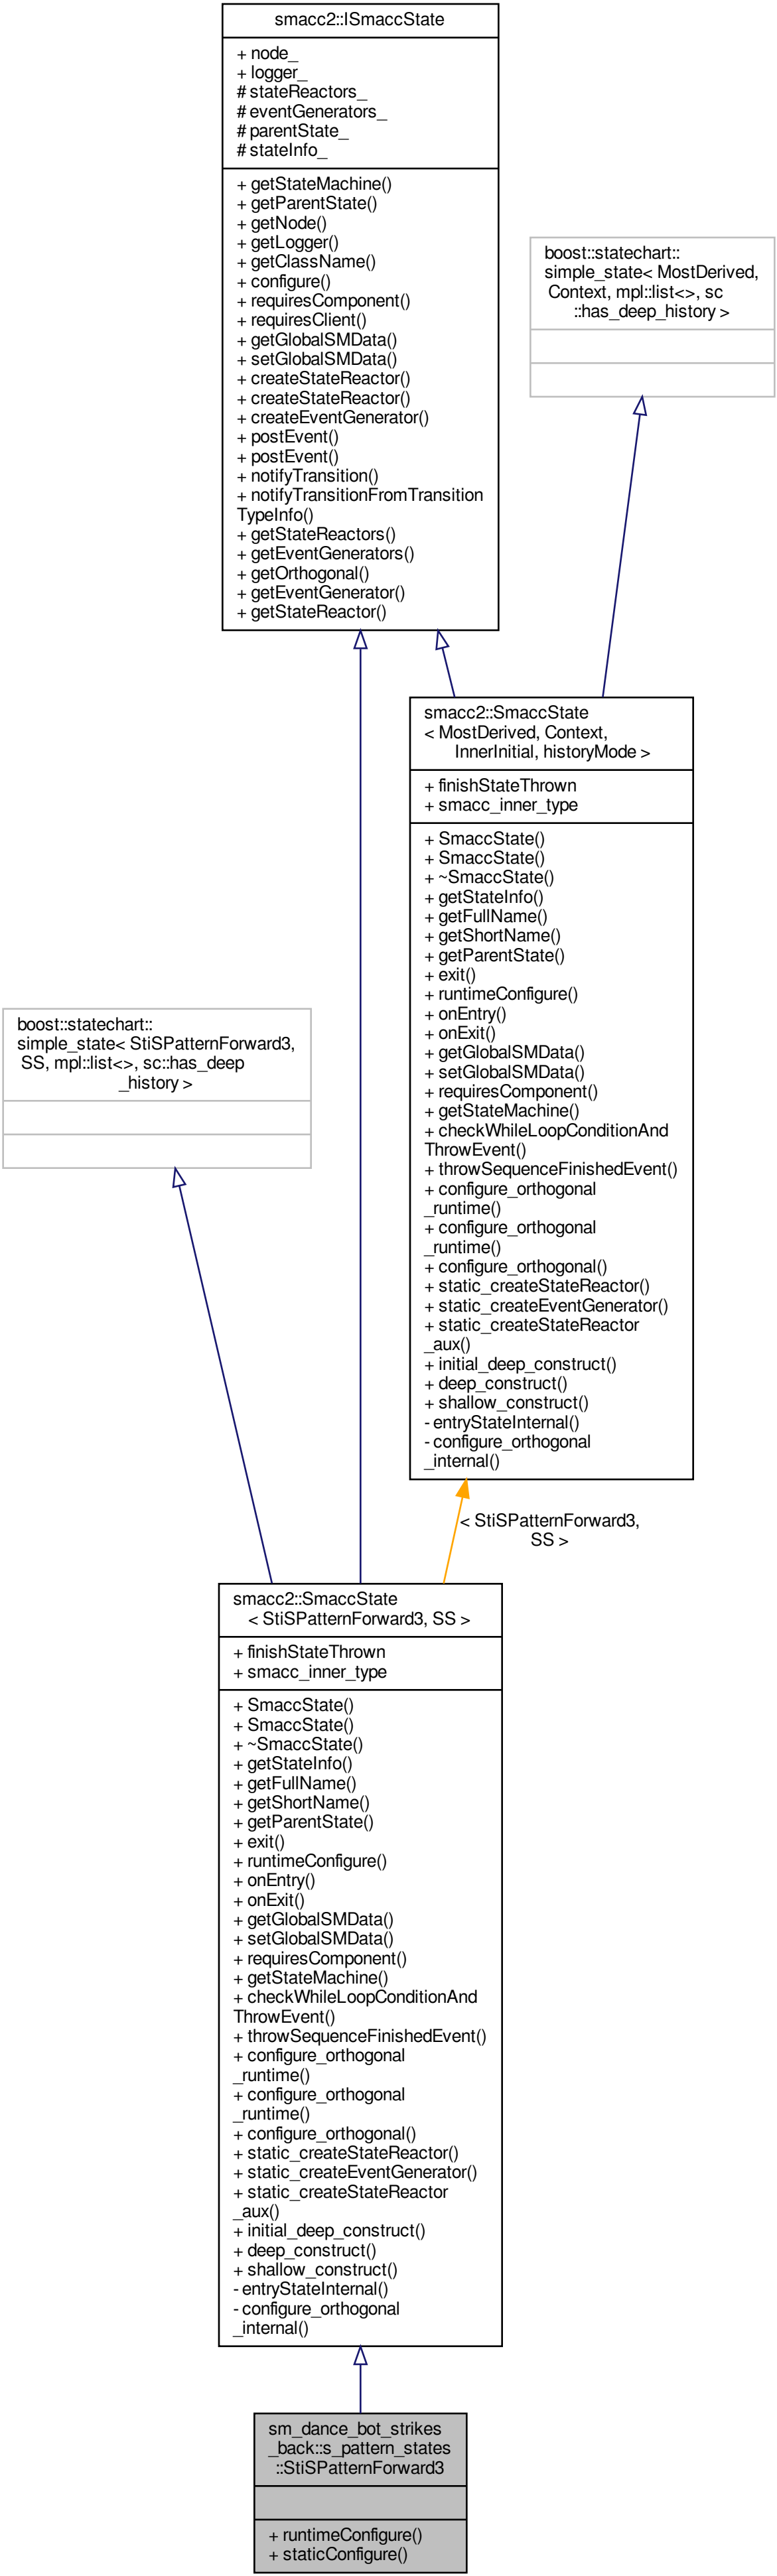 smacc2::ISmaccState
+ node_
+ logger_
# stateReactors_
# eventGenerators_
# parentState_
# stateInfo_
+ getStateMachine()
+ getParentState()
+ getNode()
+ getLogger()
+ getClassName()
+ configure()
+ requiresComponent()
+ requiresClient()
+ getGlobalSMData()
+ setGlobalSMData()
+ createStateReactor()
+ createStateReactor()
+ createEventGenerator()
+ postEvent()
+ postEvent()
+ notifyTransition()
+ notifyTransitionFromTransition
TypeInfo()
+ getStateReactors()
+ getEventGenerators()
+ getOrthogonal()
+ getEventGenerator()
+ getStateReactor()
boost::statechart::
simple_state< MostDerived,
Context, mpl::list<>, sc
::has_deep_history >
smacc2::SmaccState
< MostDerived, Context,
InnerInitial, historyMode >
+ finishStateThrown
+ smacc_inner_type
+ SmaccState()
+ SmaccState()
+ ~SmaccState()
+ getStateInfo()
+ getFullName()
+ getShortName()
+ getParentState()
+ exit()
+ runtimeConfigure()
+ onEntry()
+ onExit()
+ getGlobalSMData()
+ setGlobalSMData()
+ requiresComponent()
+ getStateMachine()
+ checkWhileLoopConditionAnd
ThrowEvent()
+ throwSequenceFinishedEvent()
+ configure_orthogonal
_runtime()
+ configure_orthogonal
_runtime()
+ configure_orthogonal()
+ static_createStateReactor()
+ static_createEventGenerator()
+ static_createStateReactor
_aux()
+ initial_deep_construct()
+ deep_construct()
+ shallow_construct()
- entryStateInternal()
- configure_orthogonal
_internal()
boost::statechart::
simple_state< StiSPatternForward3,
SS, mpl::list<>, sc::has_deep
_history >
< StiSPatternForward3,
SS >
smacc2::SmaccState
< StiSPatternForward3, SS >
+ finishStateThrown
+ smacc_inner_type
+ SmaccState()
+ SmaccState()
+ ~SmaccState()
+ getStateInfo()
+ getFullName()
+ getShortName()
+ getParentState()
+ exit()
+ runtimeConfigure()
+ onEntry()
+ onExit()
+ getGlobalSMData()
+ setGlobalSMData()
+ requiresComponent()
+ getStateMachine()
+ checkWhileLoopConditionAnd
ThrowEvent()
+ throwSequenceFinishedEvent()
+ configure_orthogonal
_runtime()
+ configure_orthogonal
_runtime()
+ configure_orthogonal()
+ static_createStateReactor()
+ static_createEventGenerator()
+ static_createStateReactor
_aux()
+ initial_deep_construct()
+ deep_construct()
+ shallow_construct()
- entryStateInternal()
- configure_orthogonal
_internal()
sm_dance_bot_strikes
_back::s_pattern_states
::StiSPatternForward3
+ runtimeConfigure()
+ staticConfigure()